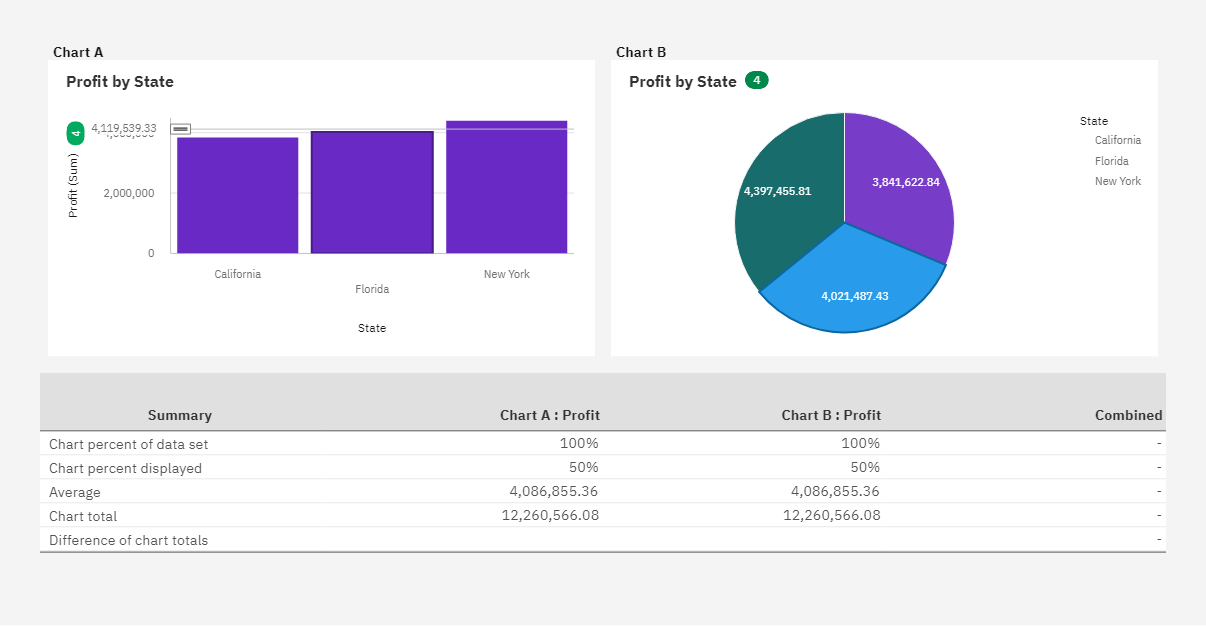 Chart A
Profit by State
4
4,119,539.33
4,000,000
2,000,000
0
Profit (Sum)
California
Florida
New York
State
Chart B
Profit by State 4
4,397,455.81
3,841,622.84
4,021,487.43
State
California
Florida
New York
Summary Chart A : Profit Chart B : Profit Combined
Chart percent of data set 100% 100% -
Chart percent displayed 50% 50% -
Average 4,086,855.36 4,086,855.36 -
Chart total 12,260,566.08 12,260,566.08 -
Difference of chart totals -